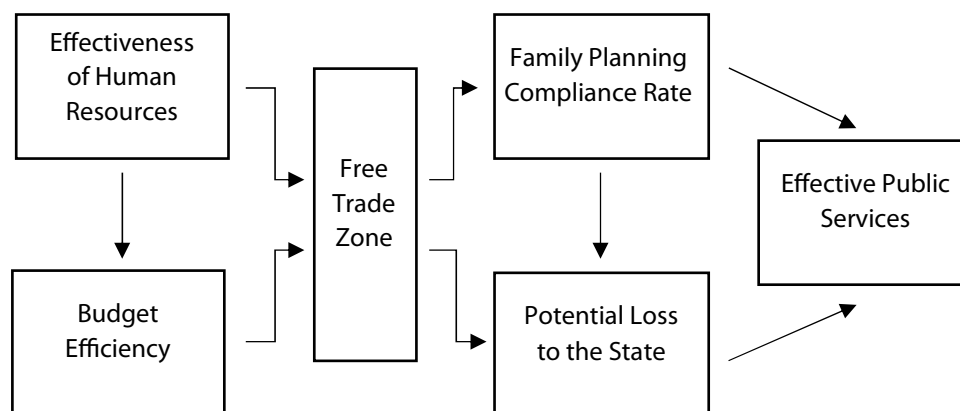 Effectiveness
of Human
Resources
Budget
Efficiency
Free
Trade
Zone
Family Planning
Compliance Rate
Potential Loss
to the State
Effective Public
Services